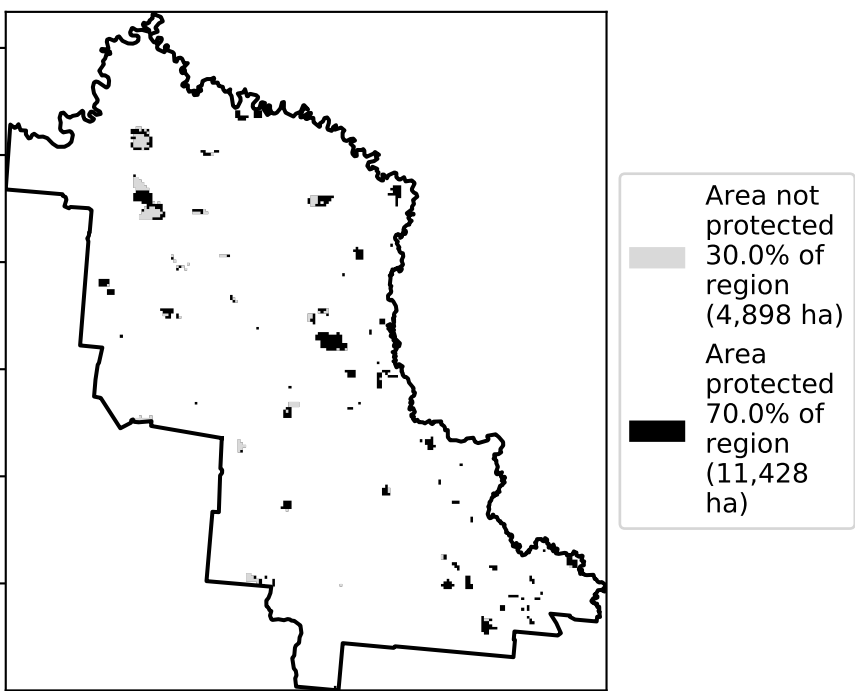 Area not
protected
30.0% of
region
(4,898 ha)
Area
protected
70.0% of
region
(11,428
ha)